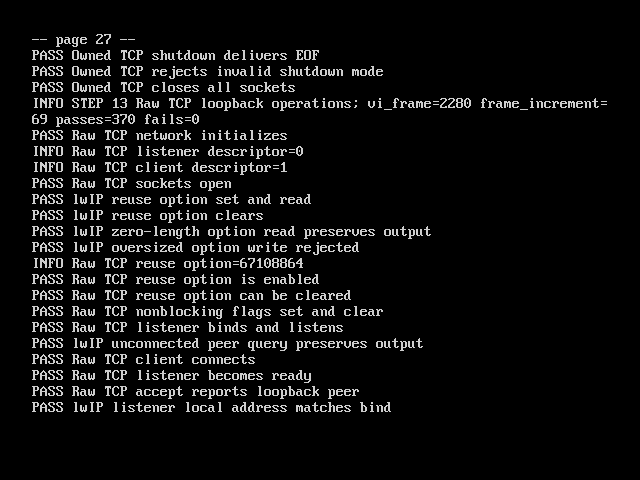 -- page 27 --
PASS Owned TCP shutdown delivers EOF
PASS Owned TCP rejects invalid shutdown mode
PASS Owned TCP closes all sockets
INFO STEP 13 Raw TCP loopback operations; vi_frame=2280 frame_increment=
69 passes=370 fails=0
PASS Raw TCP network initializes
INFO Raw TCP listener descriptor=0
INFO Raw TCP client descriptor=1
PASS Raw TCP sockets open
PASS lwIP reuse option set and read
PASS lwIP reuse option clears
PASS lwIP zero-length option read preserves output
PASS lwIP oversized option write rejected
INFO Raw TCP reuse option=67108864
PASS Raw TCP reuse option is enabled
PASS Raw TCP reuse option can be cleared
PASS Raw TCP nonblocking flags set and clear
PASS Raw TCP listener binds and listens
PASS lwIP unconnected peer query preserves output
PASS Raw TCP client connects
PASS Raw TCP listener becomes ready
PASS Raw TCP accept reports loopback peer
PASS lwIP listener local address matches bind